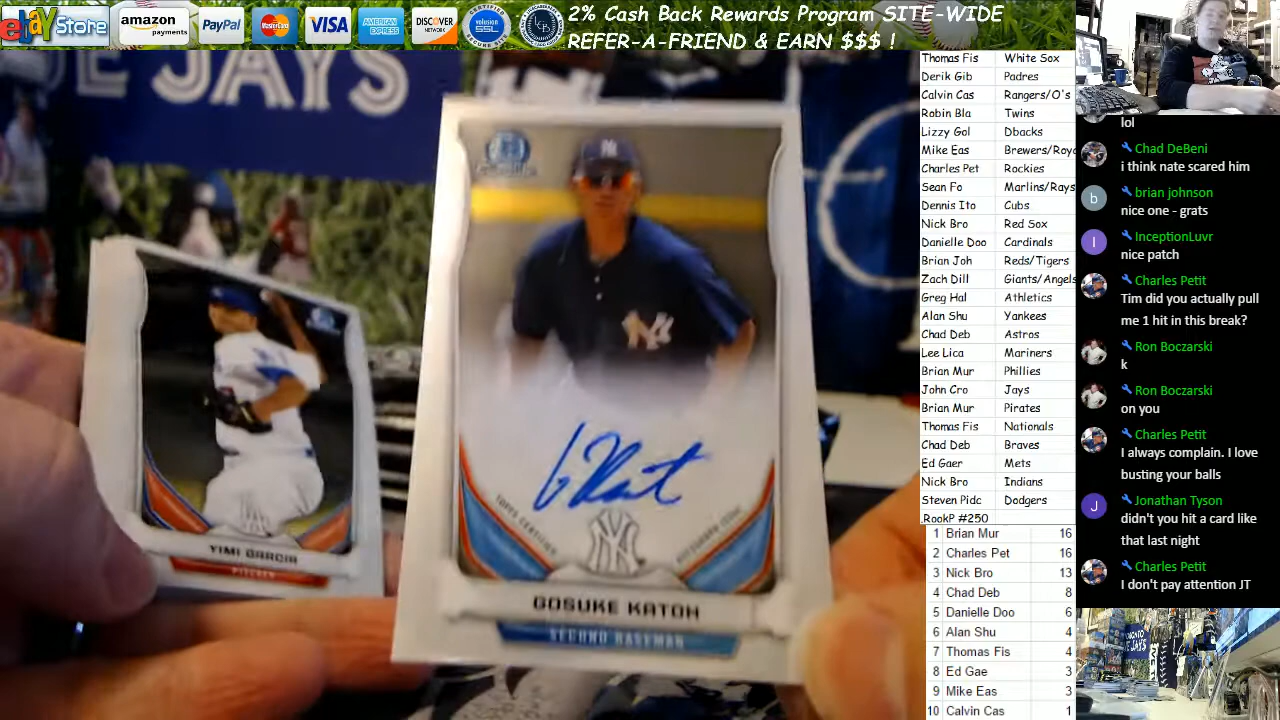 ebay Store
amazon
payments
PayPal
MasterCard
VISA
AMERICAN
EXPRESS
DISCOVER
NETWORK
volusion
SSL
2% Cash Back Rewards Program SITE-WIDE
REFER-A-FRIEND & EARN $$$ !
JAYS
YIMI GARCIA
PITCHER
NY
GOSUKE KATOH
SECOND BASEMAN
Thomas Fis White Sox
Derik Gib Padres
Calvin Cas Rangers/O's
Robin Bla Twins
Lizzy Gol Dbacks
Mike Eas Brewers/Roya
Charles Pet Rockies
Sean Fo Marlins/Rays
Dennis Ito Cubs
Nick Bro Red Sox
Danielle Doo Cardinals
Brian Joh Reds/Tigers
Zach Dill Giants/Angels
Greg Hal Athletics
Alan Shu Yankees
Chad Deb Astros
Lee Lica Mariners
Brian Mur Phillies
John Cro Jays
Brian Mur Pirates
Thomas Fis Nationals
Chad Deb Braves
Ed Gaer Mets
Nick Bro Indians
Steven Pidc Dodgers
.RookP #250
1 Brian Mur 16
2 Charles Pet 16
3 Nick Bro 13
4 Chad Deb 8
5 Danielle Doo 6
6 Alan Shu 4
7 Thomas Fis 4
8 Ed Gae 3
9 Mike Eas 3
10 Calvin Cas 1
lol
Chad DeBeni
i think nate scared him
b brian johnson
nice one - grats
I InceptionLuvr
nice patch
Charles Petit
Tim did you actually pull
me 1 hit in this break?
Ron Boczarski
k
Ron Boczarski
on you
Charles Petit
I always complain. I love
busting your balls
J Jonathan Tyson
didn't you hit a card like
that last night
Charles Petit
I don't pay attention JT